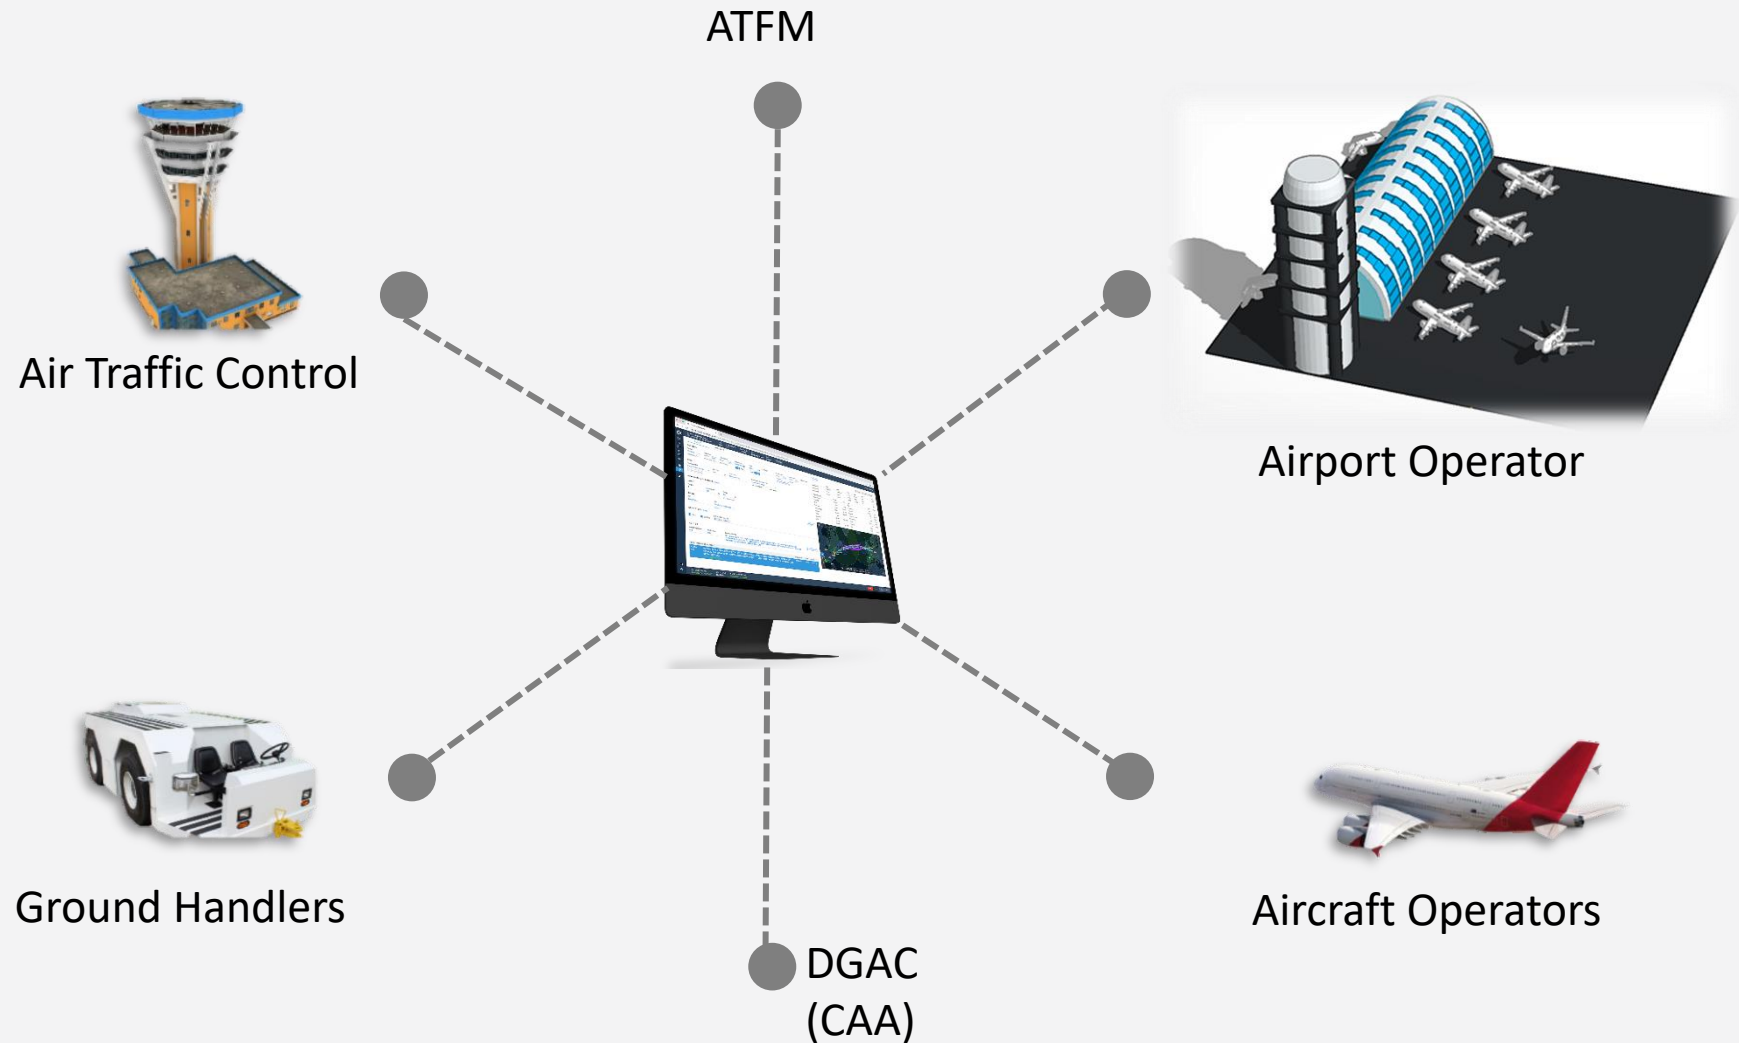 ATFM
Air Traffic Control
Airport Operator
Ground Handlers
Aircraft Operators
DGAC
(CAA)